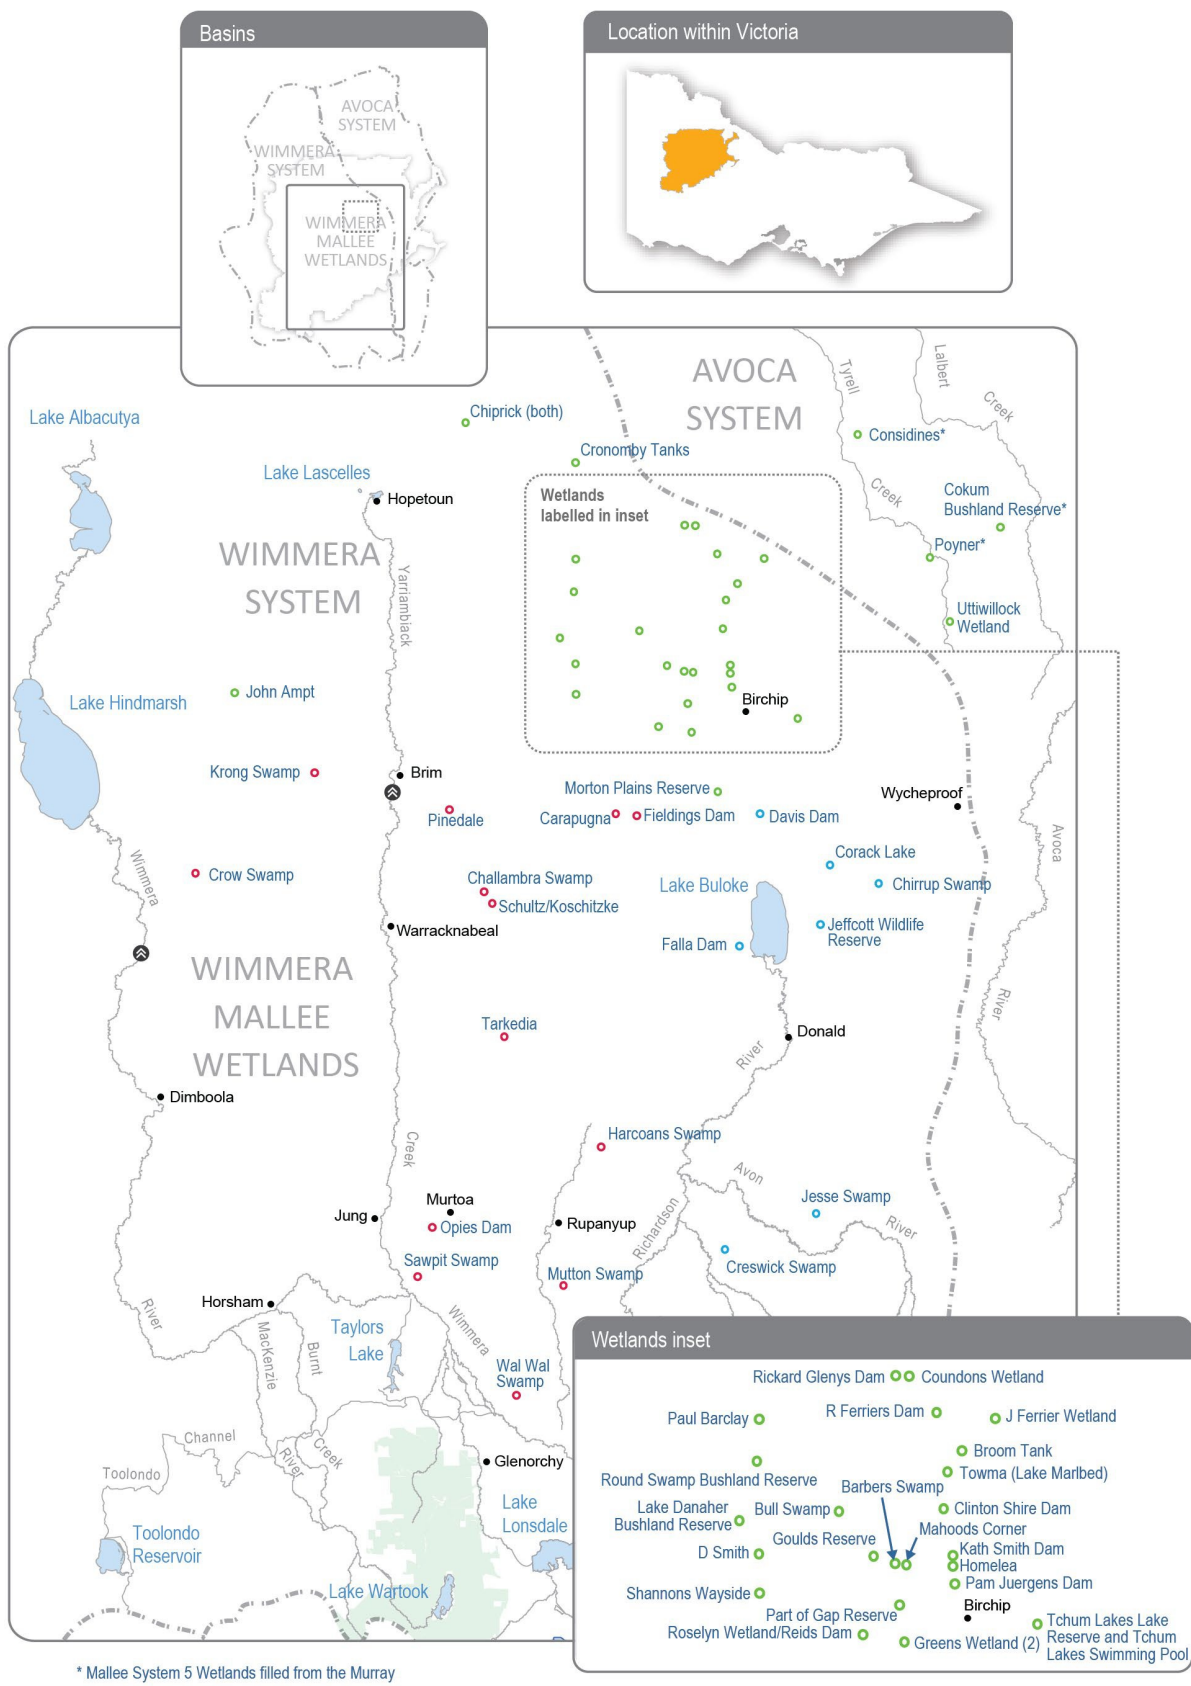 Basins
AVOCA
SYSTEM
WIMMERA
SYSTEM
WIMMERA
MALLEE
WETLANDS
Location within Victoria
AVOCA
SYSTEM
Lake Albacutya
Chiprick (both)
Cronomby Tanks
Tyrell
Creek
Lalbert
Creek
Considines*
Lake Lascelles
Hopetoun
Wetlands
labelled in inset
Cokum
Bushland Reserve*
Poyner*
WIMMERA
SYSTEM
Yarriambiack
Uttiwillock
Wetland
John Ampt
Lake Hindmarsh
Birchip
Krong Swamp
Brim
Morton Plains Reserve
Wycheproof
Pinedale
Carapugna
Fieldings Dam
Davis Dam
Avoca
Corack Lake
Wimmera
Crow Swamp
Challambra Swamp
Lake Buloke
Chirrup Swamp
Schultz/Koschitzke
Warracknabeal
Jeffcott Wildlife
Reserve
Falla Dam
WIMMERA
MALLEE
WETLANDS
River
Tarkedia
Donald
River
Dimboola
Harcoans Swamp
Creek
Avon
Jesse Swamp
Murtoa
Jung
Opies Dam
Rupanyup
Richardson
River
Sawpit Swamp
Creswick Swamp
Mutton Swamp
Horsham
River
Taylors
Lake
Wimmera
MacKenzie
Burnt
Wal Wal
Swamp
Channel
Creek
River
Glenorchy
Toolondo
Lake
Lonsdale
Toolondo
Reservoir
Lake Wartook
Wetlands inset
Rickard Glenys Dam
Coundons Wetland
Paul Barclay
R Ferriers Dam
J Ferrier Wetland
Broom Tank
Round Swamp Bushland Reserve
Towma (Lake Marlbed)
Barbers Swamp
Lake Danaher
Bushland Reserve
Bull Swamp
Clinton Shire Dam
Mahoods Corner
Goulds Reserve
D Smith
Kath Smith Dam
Homelea
Pam Juergens Dam
Shannons Wayside
Part of Gap Reserve
Birchip
Roselyn Wetland/Reids Dam
Greens Wetland (2)
Tchum Lakes Lake
Reserve and Tchum
Lakes Swimming Pool
* Mallee System 5 Wetlands filled from the Murray